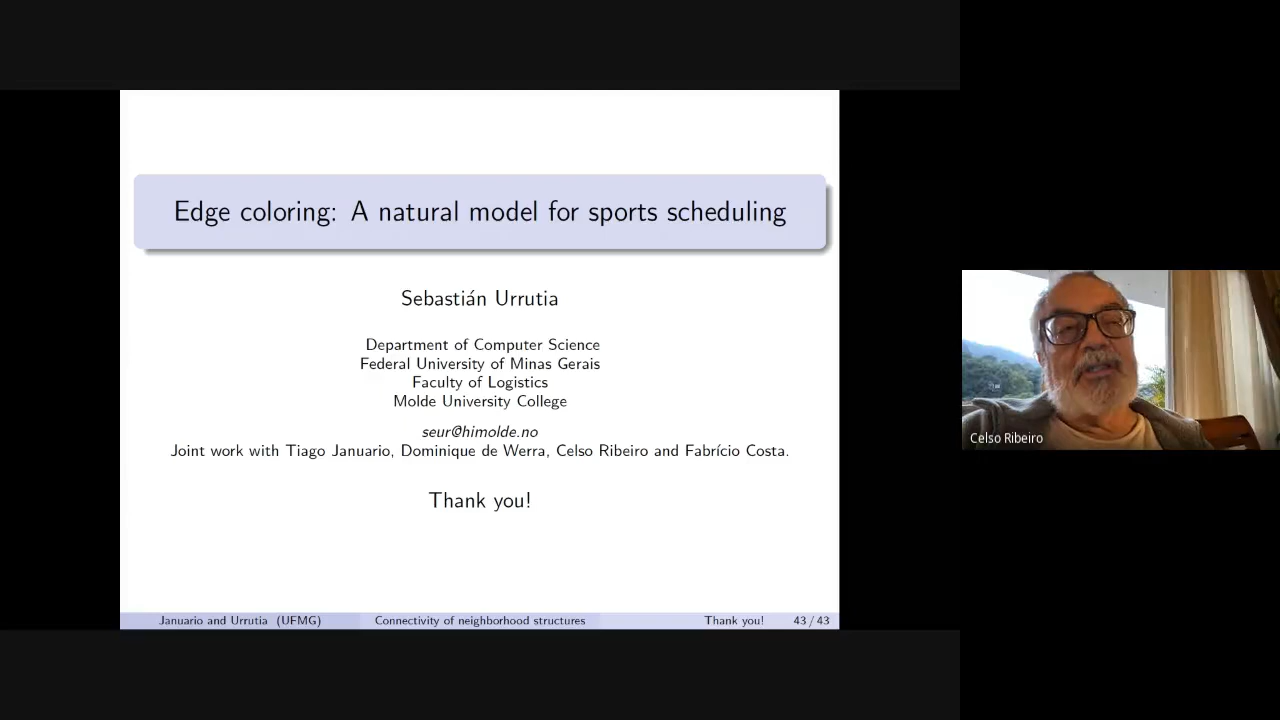 Edge coloring: A natural model for sports scheduling
Sebastián Urrutia
Department of Computer Science
Federal University of Minas Gerais
Faculty of Logistics
Molde University College
seur@himolde.no
Joint work with Tiago Januario, Dominique de Werra, Celso Ribeiro and Fabrício Costa.
Thank you!
Januario and Urrutia (UFMG) Connectivity of neighborhood structures Thank you! 43 / 43
Celso Ribeiro